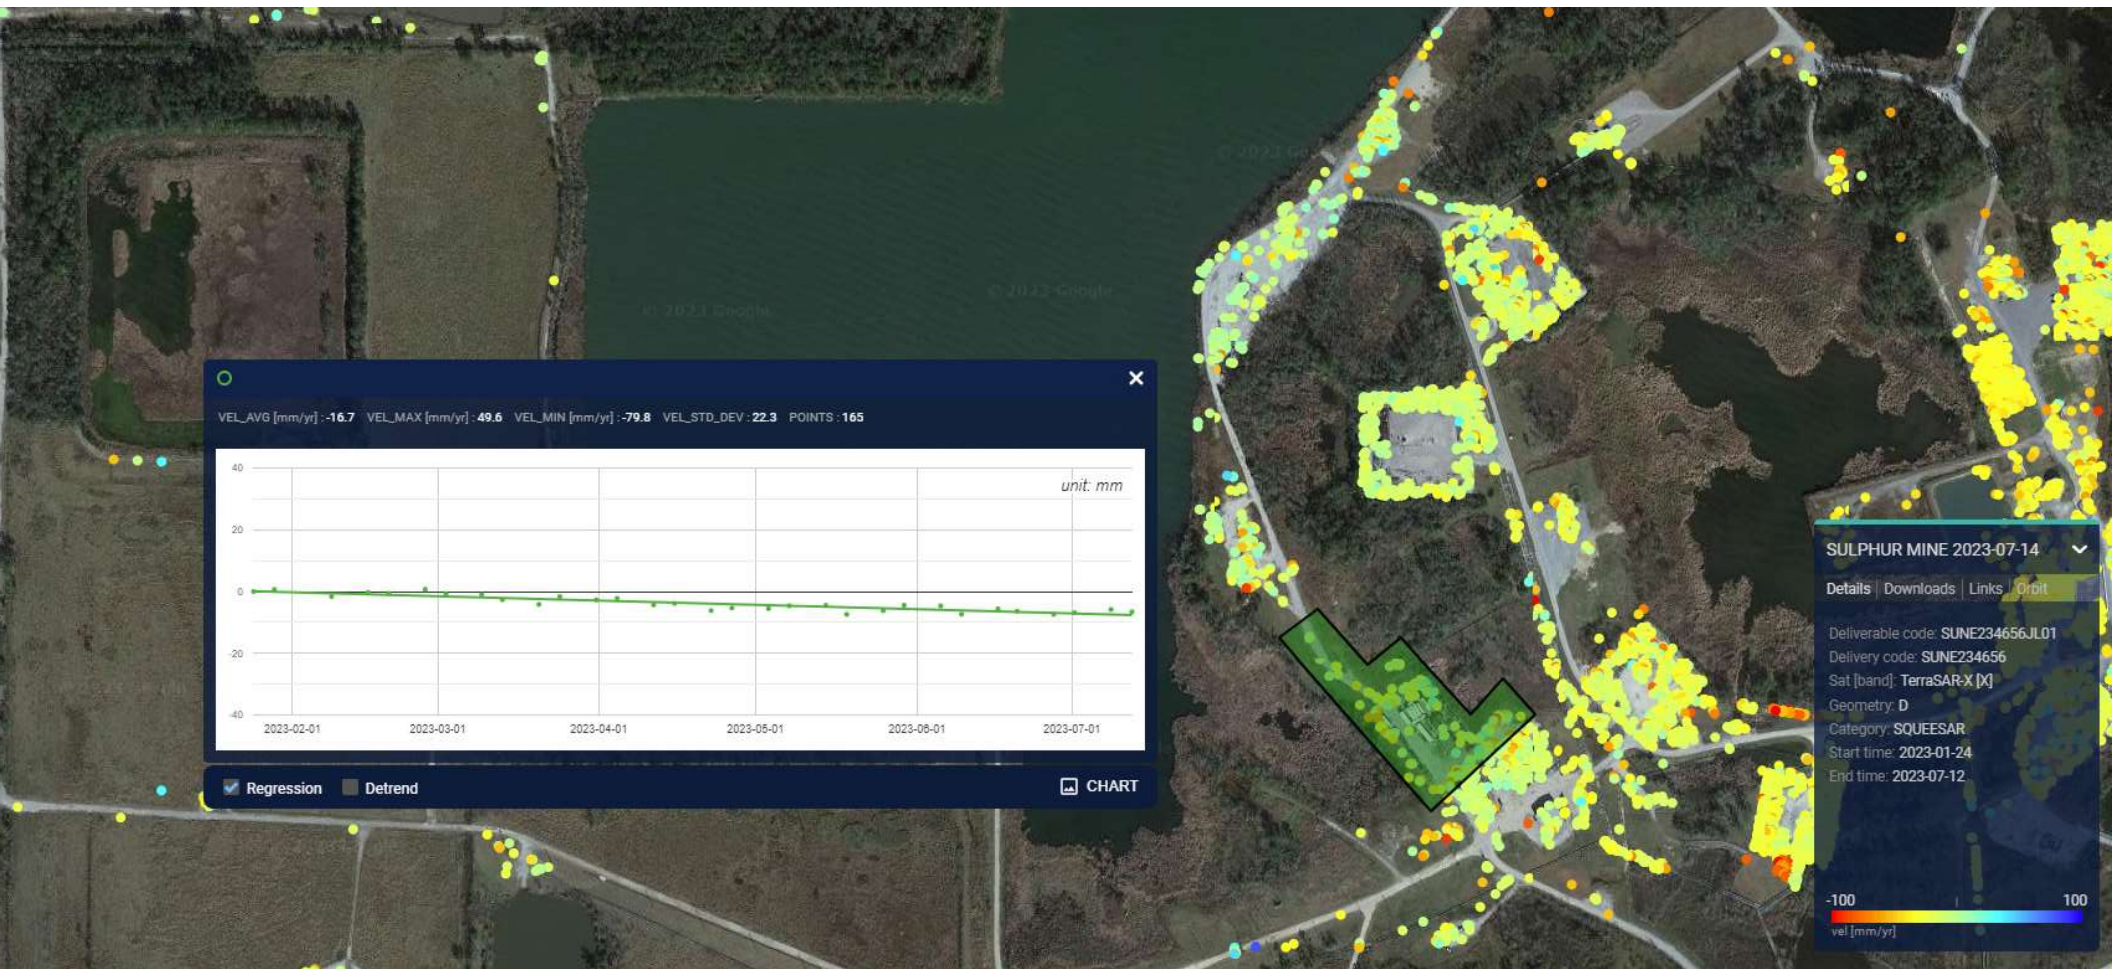 © 2023 Google
© 2023 Google
VEL_AVG [mm/yr] : -16.7 VEL_MAX [mm/yr] : 49.6 VEL_MIN [mm/yr] : -79.8 VEL_STD_DEV : 22.3 POINTS : 165
unit: mm
40
20
0
-20
-40
2023-02-01 2023-03-01 2023-04-01 2023-05-01 2023-06-01 2023-07-01
Regression Detrend CHART
SULPHUR MINE 2023-07-14
Details | Downloads | Links | Orbit
Deliverable code: SUNE234656JL01
Delivery code: SUNE234656
Sat [band]: TerraSAR-X [X]
Geometry: D
Category: SQUEESAR
Start time: 2023-01-24
End time: 2023-07-12
-100 100
vel [mm/yr]